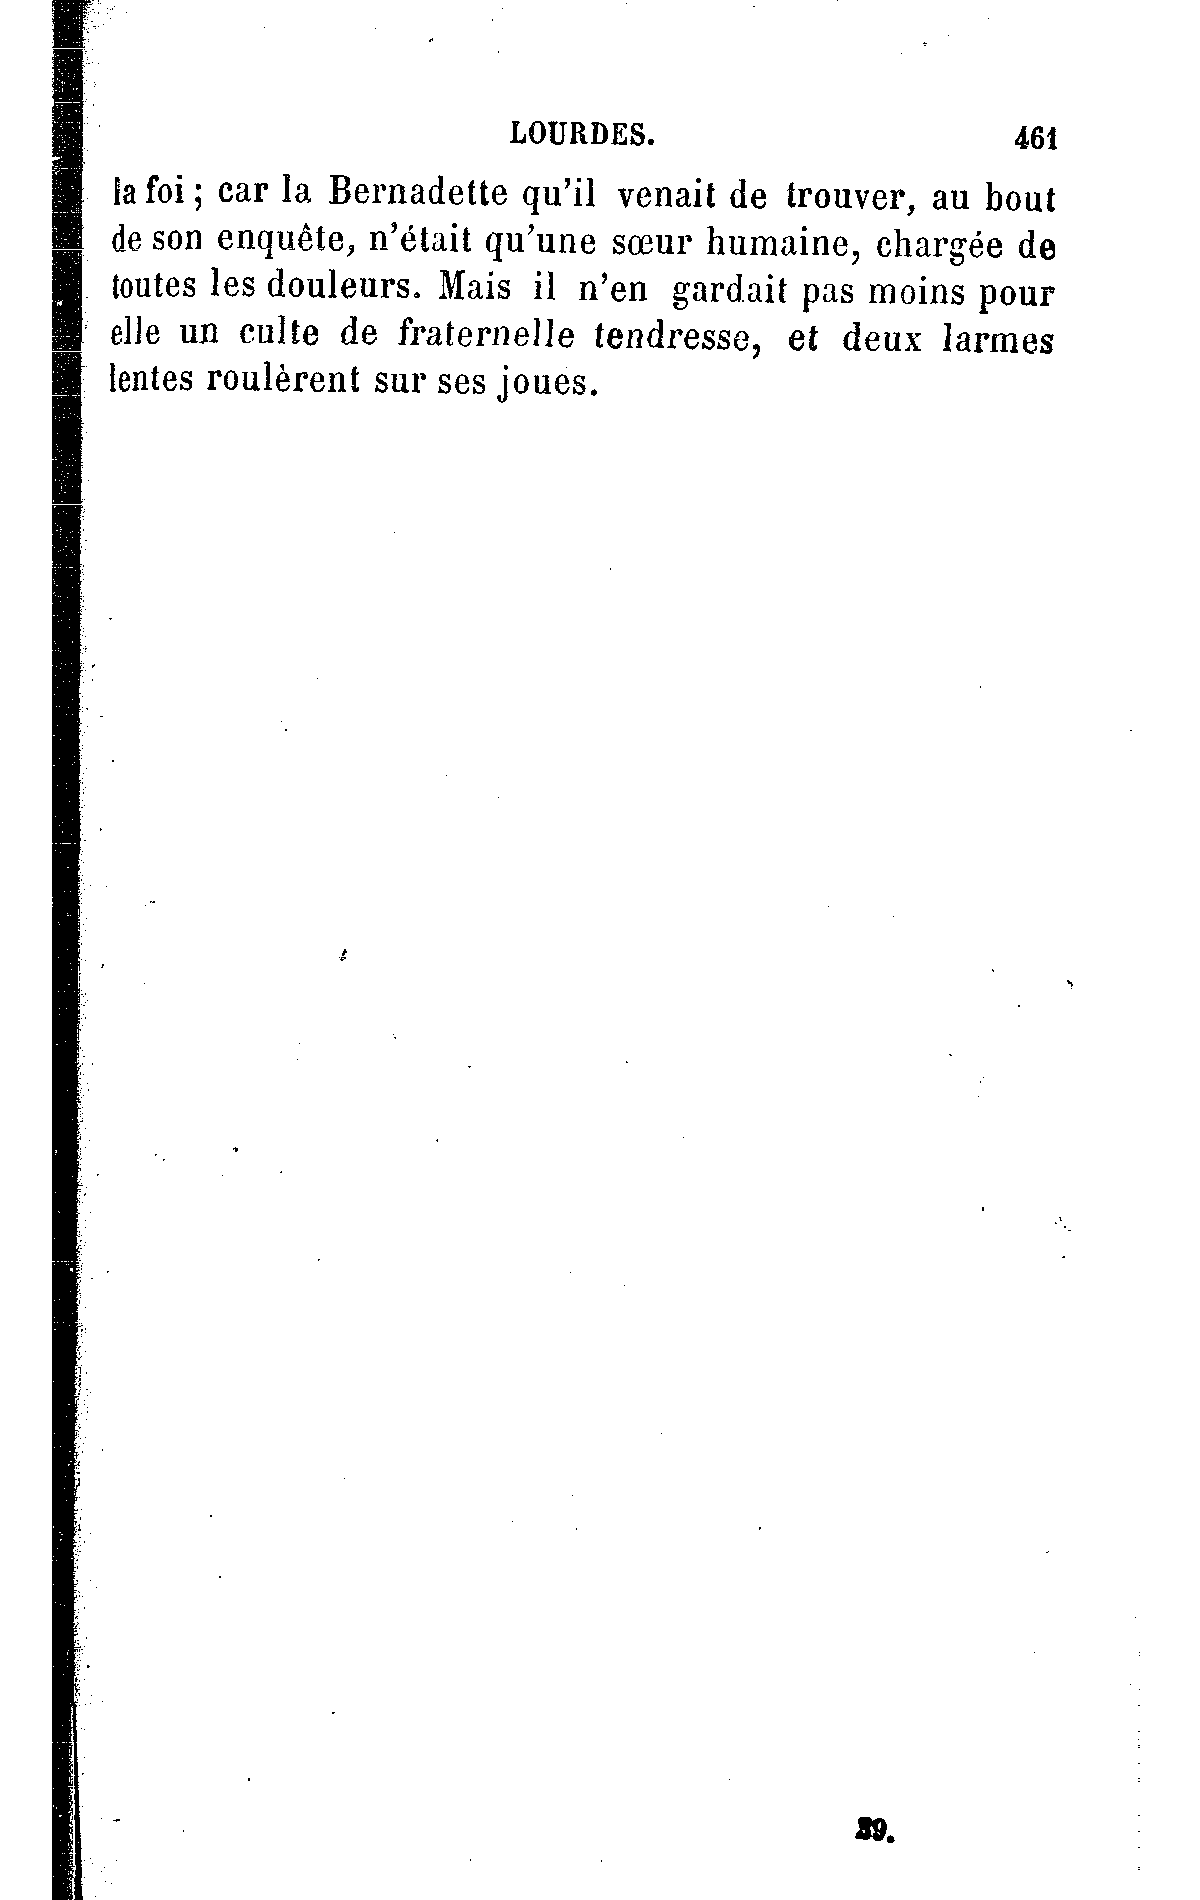 LOURDES. 461
la foi ; car la Bernadette qu'il venait de trouver, au bout
de son enquête, n'était qu'une sœur humaine, chargée de
toutes les douleurs. Mais il n'en gardait pas moins pour
elle un culte de fraternelle tendresse, et deux larmes
lentes roulèrent sur ses joues.
39.